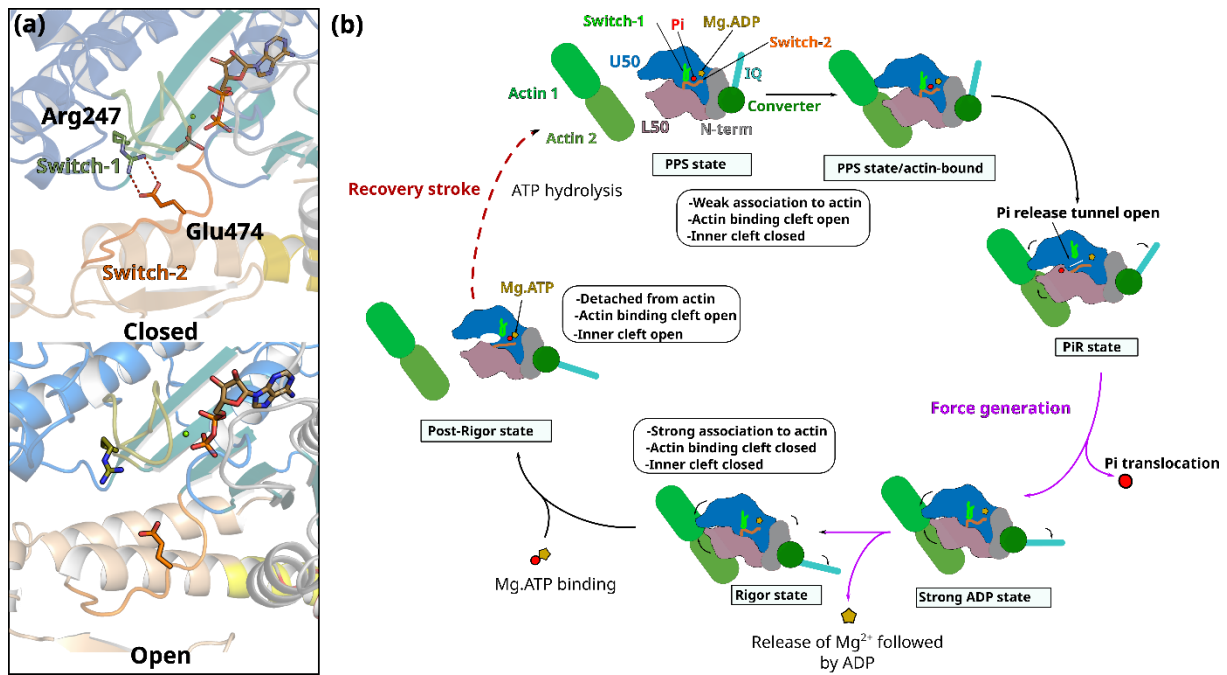 (a)
Arg247
Switch-1
Glu474
Switch-2
Closed
Open
(b)
Switch-1
Pi
Mg.ADP
Switch-2
U50
IQ
Actin 1
Converter
Actin 2
L50
N-term
PPS state
PPS state/actin-bound
Recovery stroke
ATP hydrolysis
-Weak association to actin
-Actin binding cleft open
-Inner cleft closed
Pi release tunnel open
PiR state
Mg.ATP
-Detached from actin
-Actin binding cleft open
-Inner cleft open
Post-Rigor state
Force generation
-Strong association to actin
-Actin binding cleft closed
-Inner cleft closed
Pi translocation
Mg.ATP binding
Rigor state
Strong ADP state
Release of Mg²⁺ followed
by ADP